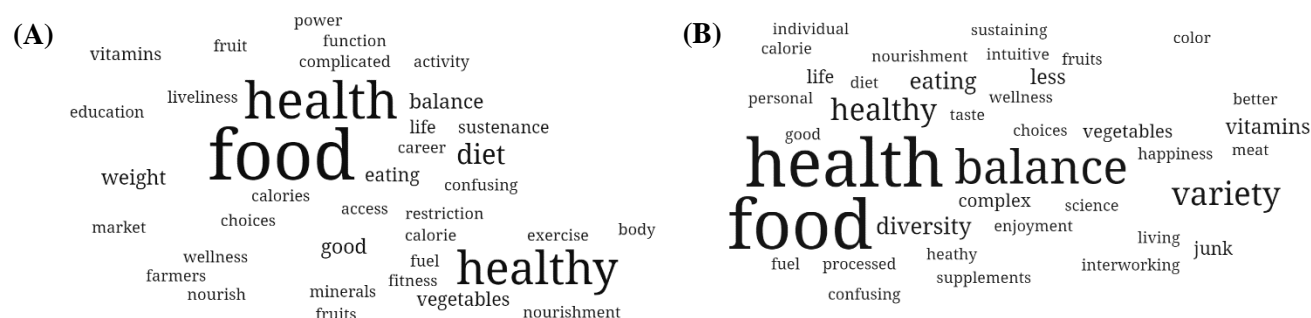 (A)
power
vitamins
fruit
function
complicated
activity
education
liveliness
health
balance
life
sustenance
food
career
diet
weight
eating
confusing
calories
market
choices
access
restriction
good
calorie
exercise
body
wellness
farmers
nourish
fuel
fitness
healthy
minerals
vegetables
fruits
nourishment
(B)
individual
sustaining
color
calorie
nourishment
intuitive
fruits
life
diet
eating
less
personal
healthy
taste
wellness
better
good
choices
vegetables
vitamins
health
balance
happiness
meat
complex
science
variety
food
diversity
enjoyment
living
junk
fuel
processed
heathy
interworking
supplements
confusing